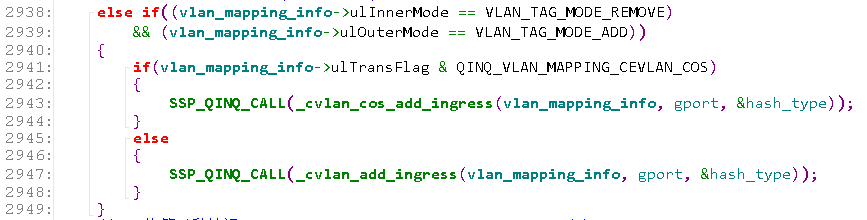 2938: else if((vlan_mapping_info->ulInnerMode == VLAN_TAG_MODE_REMOVE)
2939: && (vlan_mapping_info->ulOuterMode == VLAN_TAG_MODE_ADD))
2940: {
2941: if(vlan_mapping_info->ulTransFlag & QINQ_VLAN_MAPPING_CEVLAN_COS)
2942: {
2943: SSP_QINQ_CALL(_cvlan_cos_add_ingress(vlan_mapping_info, gport, &hash_type));
2944: }
2945: else
2946: {
2947: SSP_QINQ_CALL(_cvlan_add_ingress(vlan_mapping_info, gport, &hash_type));
2948: }
2949: }